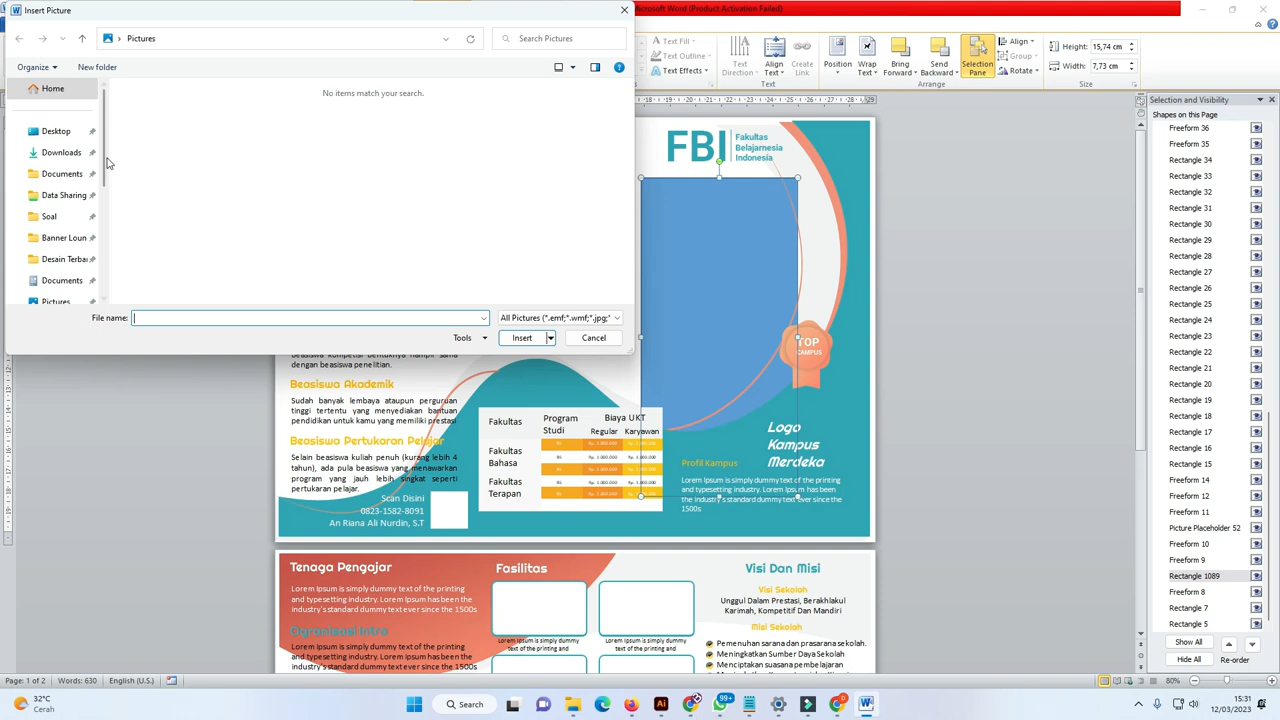 Insert Picture
Microsoft Word (Product Activation Failed)
Pictures
Search Pictures
Organize
New folder
Home
Desktop
Downloads
Documents
Data Sharing
Soal
Banner Loun
Desain Terba
Documents
Pictures
No items match your search.
File name:
All Pictures (*.emf;*.wmf;*.jpg;*
Tools
Insert
Cancel
Text Fill
Text Outline
Text Effects
Text Direction
Align Text
Create Link
Text
Position
Wrap Text
Bring Forward
Send Backward
Selection Pane
Align
Group
Rotate
Arrange
Height: 15,74 cm
Width: 7,73 cm
Size
FBI
Fakultas
Belajarnesia
Indonesia
TOP
CAMPUS
Logo
Kampus
Merdeka
Profil Kampus
Lorem Ipsum is simply dummy text of the printing
and typesetting industry. Lorem Ipsum has been
the industry's standard dummy text ever since the
1500s
dengan beasiswa penelitian.
Beasiswa Akademik
Sudah banyak lembaga ataupun perguruan
tinggi tertentu yang menyediakan bantuan
pendidikan untuk kamu yang memiliki prestasi
Beasiswa Pertukaran Pelajar
Selain beasiswa kuliah penuh (kurang lebih 4
tahun), ada pula beasiswa yang menawarkan
program yang jauh lebih singkat seperti
pertukaran pelajar.
Scan Disini
0823-1582-8091
An Riana Ali Nurdin, S.T
Fakultas
Program Studi
Biaya UKT
Regular
Karyawan
Fakultas Bahasa
Fakultas Terapan
Tenaga Pengajar
Lorem Ipsum is simply dummy text of the printing
and typesetting industry. Lorem Ipsum has been the
industry's standard dummy text ever since the 1500s
Ogranisasi Intra
Lorem Ipsum is simply dummy text of the printing
and typesetting industry. Lorem Ipsum has been the
industry's standard dummy text ever since the 1500s
Fasilitas
Lorem Ipsum is simply dummy
text of the printing and
Lorem Ipsum is simply dummy
text of the printing and
Visi Dan Misi
Visi Sekolah
Unggul Dalam Prestasi, Berakhlakul
Karimah, Kompetitif Dan Mandiri
Misi Sekolah
Pemenuhan sarana dan prasarana sekolah.
Meningkatkan Sumber Daya Sekolah
Menciptakan suasana pembelajaran
Selection and Visibility
Shapes on this Page
Freeform 36
Freeform 35
Rectangle 34
Rectangle 33
Rectangle 32
Rectangle 31
Rectangle 30
Rectangle 29
Rectangle 28
Rectangle 27
Rectangle 26
Rectangle 25
Rectangle 24
Rectangle 23
Rectangle 22
Rectangle 21
Rectangle 20
Rectangle 19
Rectangle 18
Rectangle 17
Rectangle 16
Rectangle 15
Freeform 14
Freeform 13
Freeform 12
Freeform 11
Picture Placeholder 52
Freeform 10
Freeform 9
Rectangle 1089
Freeform 8
Rectangle 7
Rectangle 5
Show All
Hide All
Re-order
Page: 1 of 2
Words: 630
English (U.S.)
80%
32°C
Cerah
Search
99+
15:31
12/03/2023